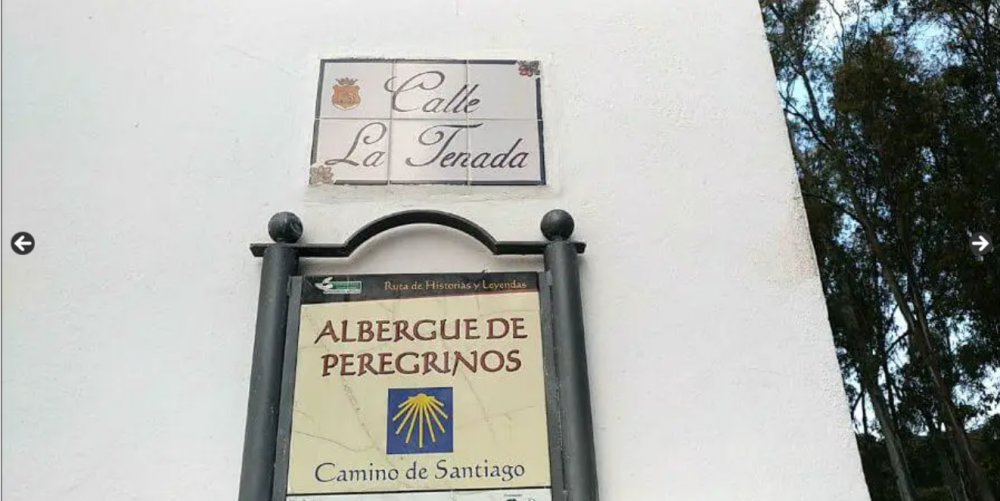 Calle
La Tenada
Ruta de Historias y Leyendas
ALBERGUE DE
PEREGRINOS
Camino de Santiago